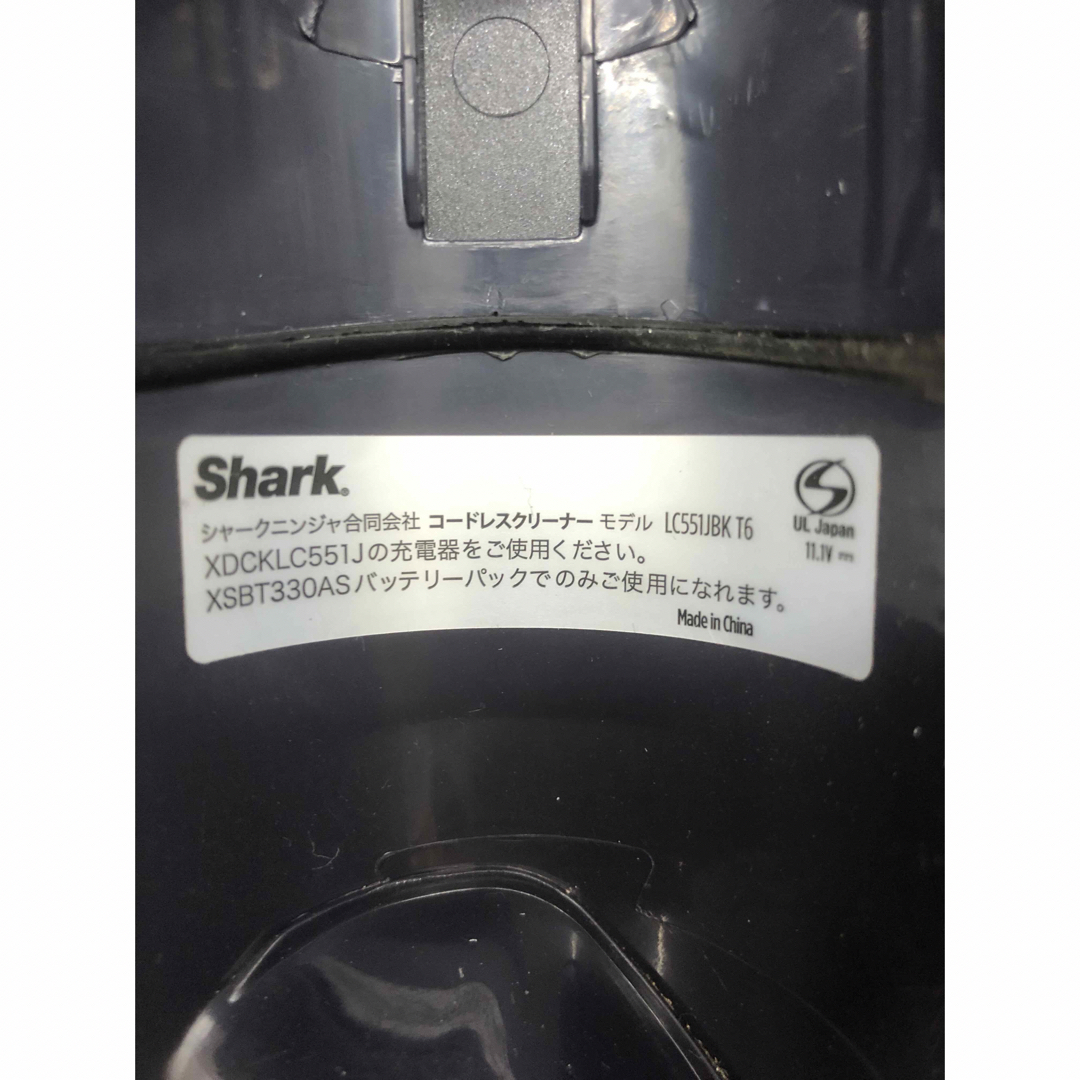 Shark®
シャークニンジャ合同会社 コードレスクリーナー モデル LC551JBK T6
XDCKLC551Jの充電器をご使用ください。
XSBT330ASバッテリーパックでのみご使用になれます。
Made in China
UL Japan
11.1V ⎓